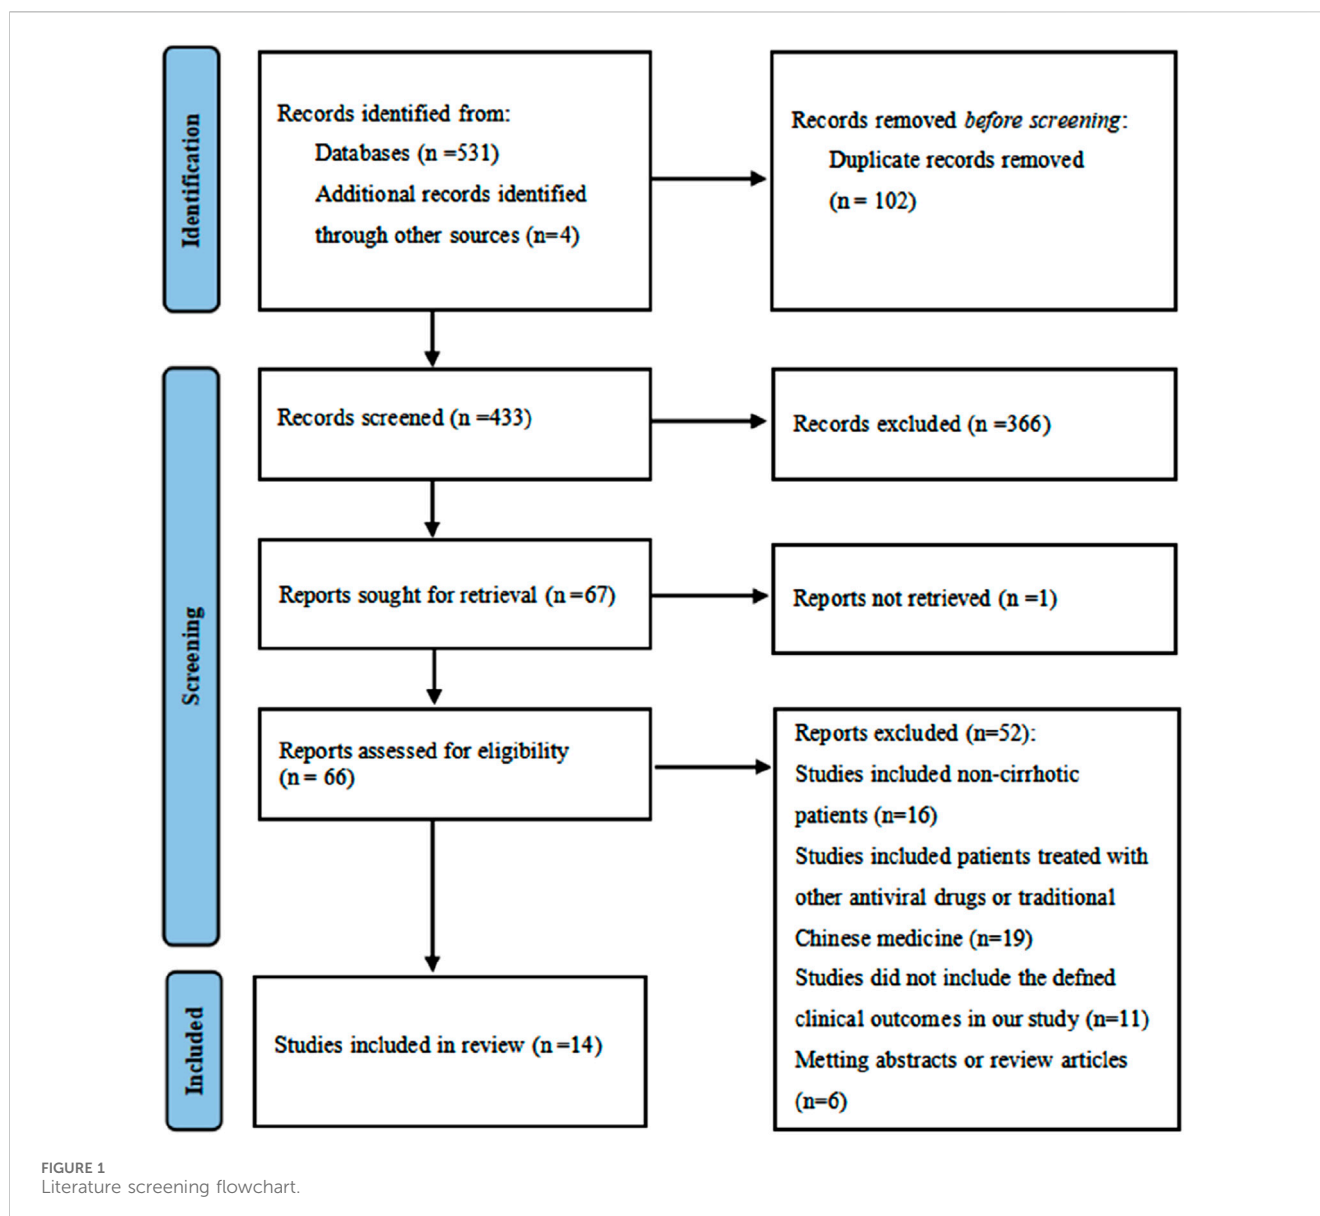 Identification
Records identified from:
Databases (n =531)
Additional records identified
through other sources (n=4)
Records removed before screening:
Duplicate records removed
(n = 102)
Screening
Records screened (n =433)
Records excluded (n =366)
Reports sought for retrieval (n =67)
Reports not retrieved (n =1)
Reports assessed for eligibility
(n = 66)
Reports excluded (n=52):
Studies included non-cirrhotic
patients (n=16)
Studies included patients treated with
other antiviral drugs or traditional
Chinese medicine (n=19)
Studies did not include the defned
clinical outcomes in our study (n=11)
Metting abstracts or review articles
(n=6)
Included
Studies included in review (n =14)
FIGURE 1
Literature screening flowchart.